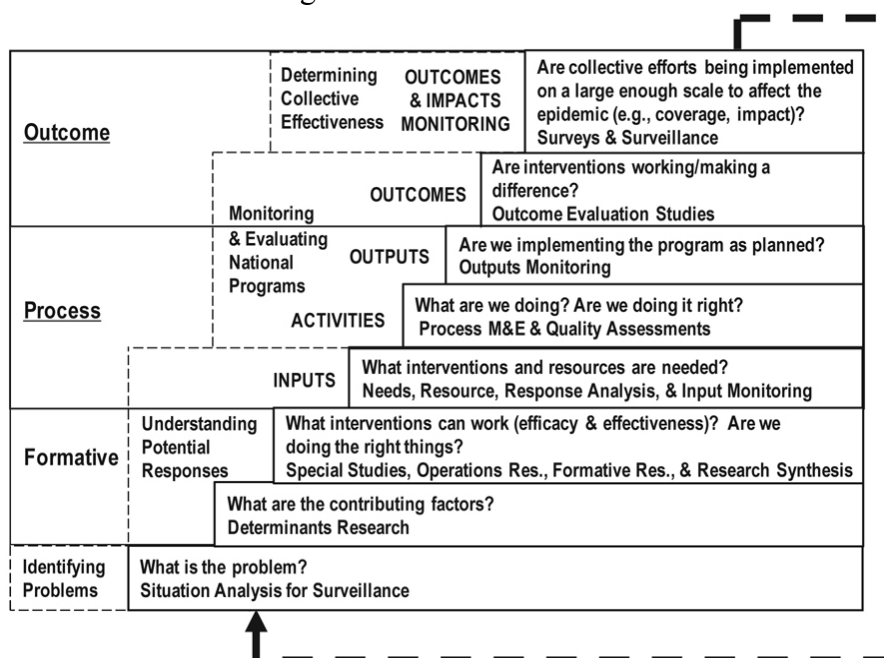 Determining
Collective
Effectiveness
OUTCOMES
& IMPACTS
MONITORING
Are collective efforts being implemented
on a large enough scale to affect the
epidemic (e.g., coverage, impact)?
Surveys & Surveillance
Outcome
OUTCOMES
Are interventions working/making a
difference?
Outcome Evaluation Studies
Monitoring
& Evaluating
National
Programs
OUTPUTS
Are we implementing the program as planned?
Outputs Monitoring
Process
ACTIVITIES
What are we doing? Are we doing it right?
Process M&E & Quality Assessments
INPUTS
What interventions and resources are needed?
Needs, Resource, Response Analysis, & Input Monitoring
Formative
Understanding
Potential
Responses
What interventions can work (efficacy & effectiveness)? Are we
doing the right things?
Special Studies, Operations Res., Formative Res., & Research Synthesis
What are the contributing factors?
Determinants Research
Identifying
Problems
What is the problem?
Situation Analysis for Surveillance